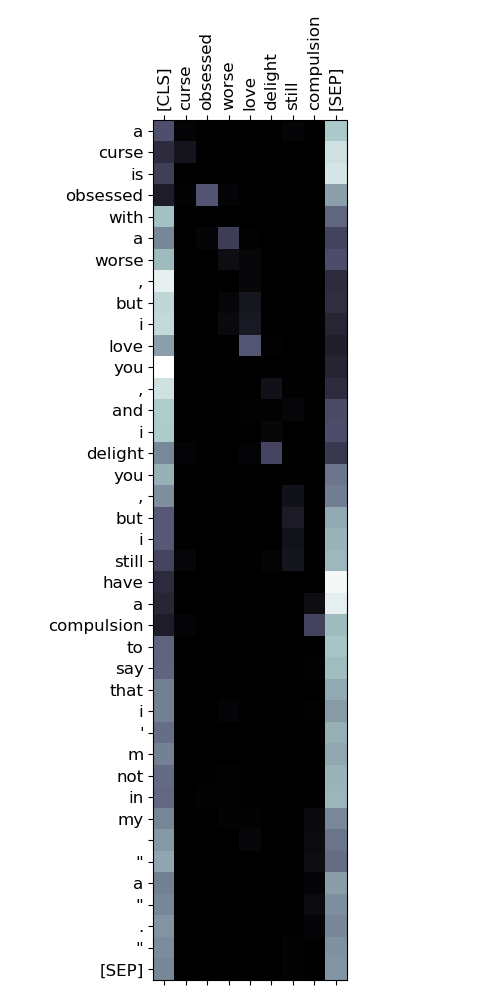 [CLS]
curse
obsessed
worse
love
delight
still
compulsion
[SEP]
a
curse
is
obsessed
with
a
worse
,
but
i
love
you
,
and
i
delight
you
,
but
i
still
have
a
compulsion
to
say
that
i
'
m
not
in
my
.
"
a
"
.
"
[SEP]